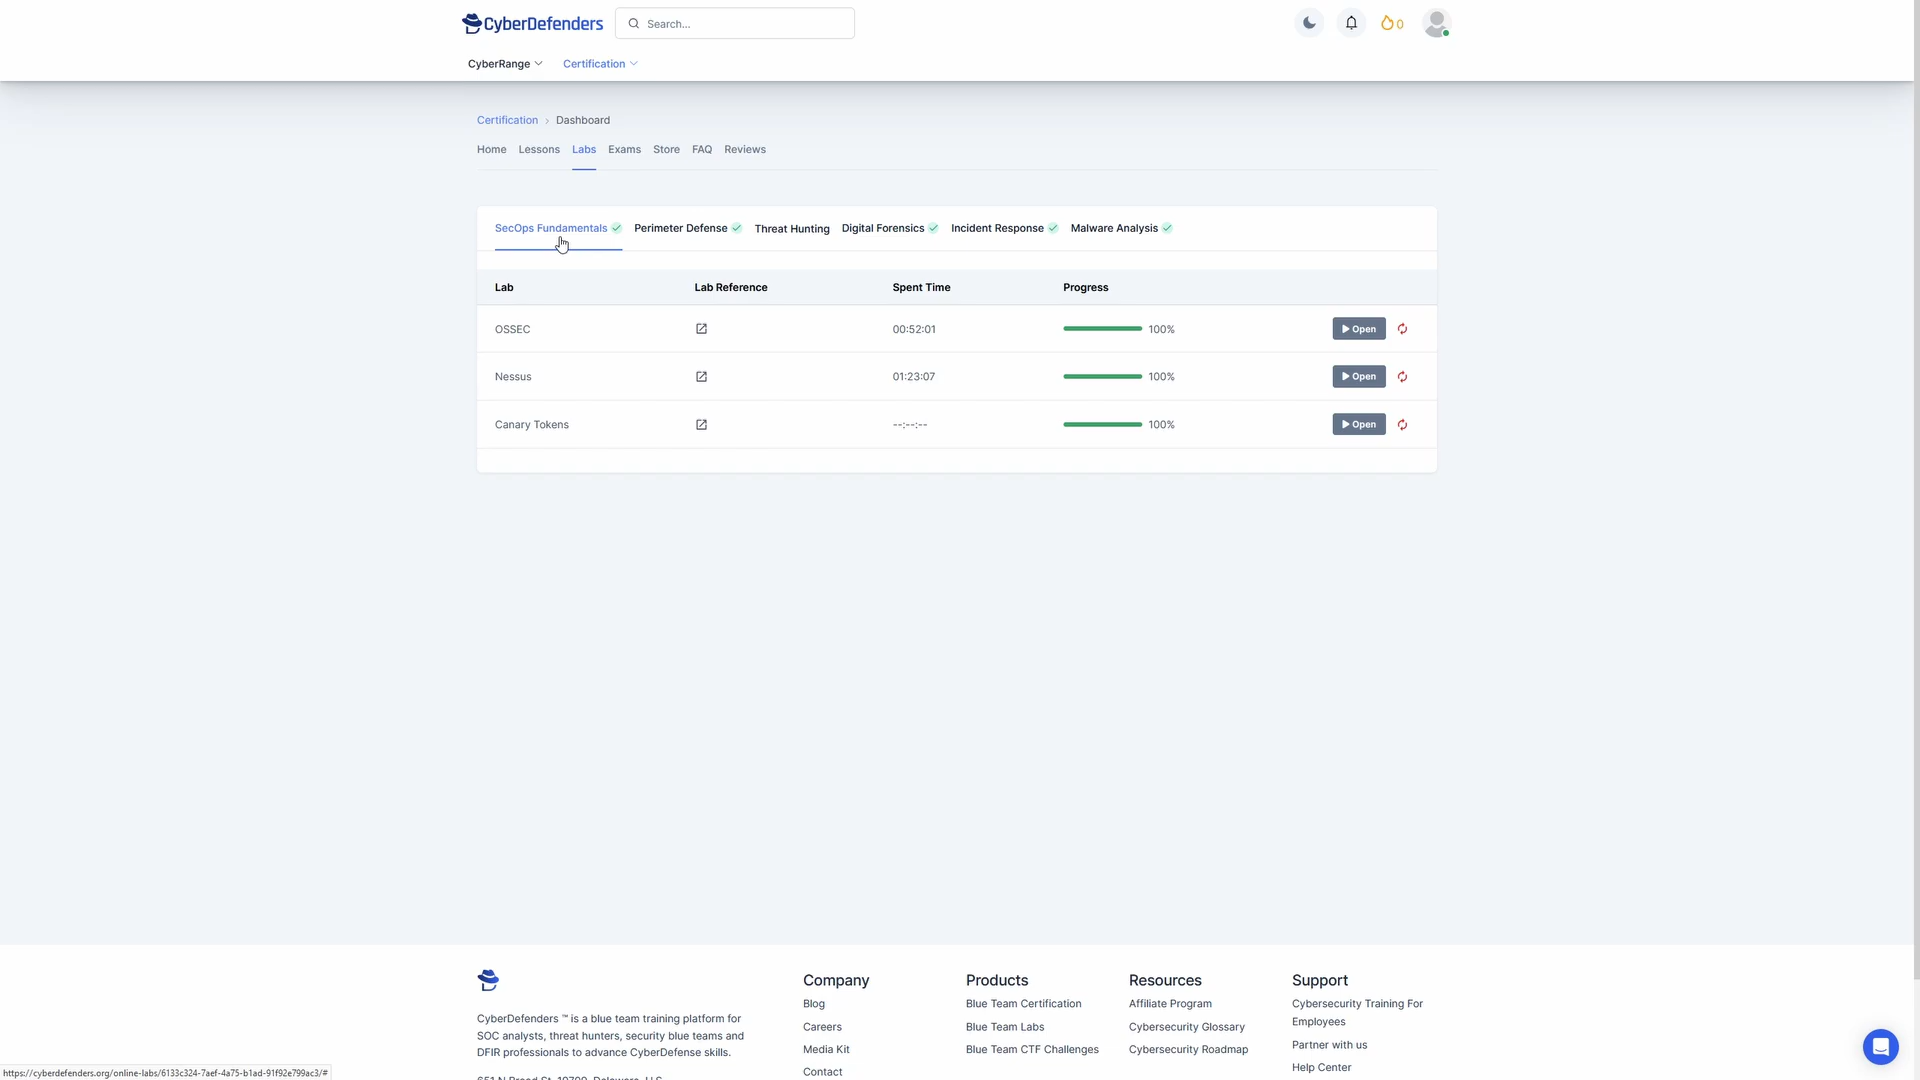 CyberDefenders
Search...
0
CyberRange
Certification
Certification › Dashboard
Home Lessons Labs Exams Store FAQ Reviews
SecOps Fundamentals Perimeter Defense Threat Hunting Digital Forensics Incident Response Malware Analysis
Lab Lab Reference Spent Time Progress
OSSEC 00:52:01 100% Open
Nessus 01:23:07 100% Open
Canary Tokens --:--:-- 100% Open
CyberDefenders ™ is a blue team training platform for
SOC analysts, threat hunters, security blue teams and
DFIR professionals to advance CyberDefense skills.
Company
Blog
Careers
Media Kit
Contact
Products
Blue Team Certification
Blue Team Labs
Blue Team CTF Challenges
Resources
Affiliate Program
Cybersecurity Glossary
Cybersecurity Roadmap
Support
Cybersecurity Training For
Employees
Partner with us
Help Center
https://cyberdefenders.org/online-labs/6133c324-7aef-4a75-b1ad-91f92e799ac3/#